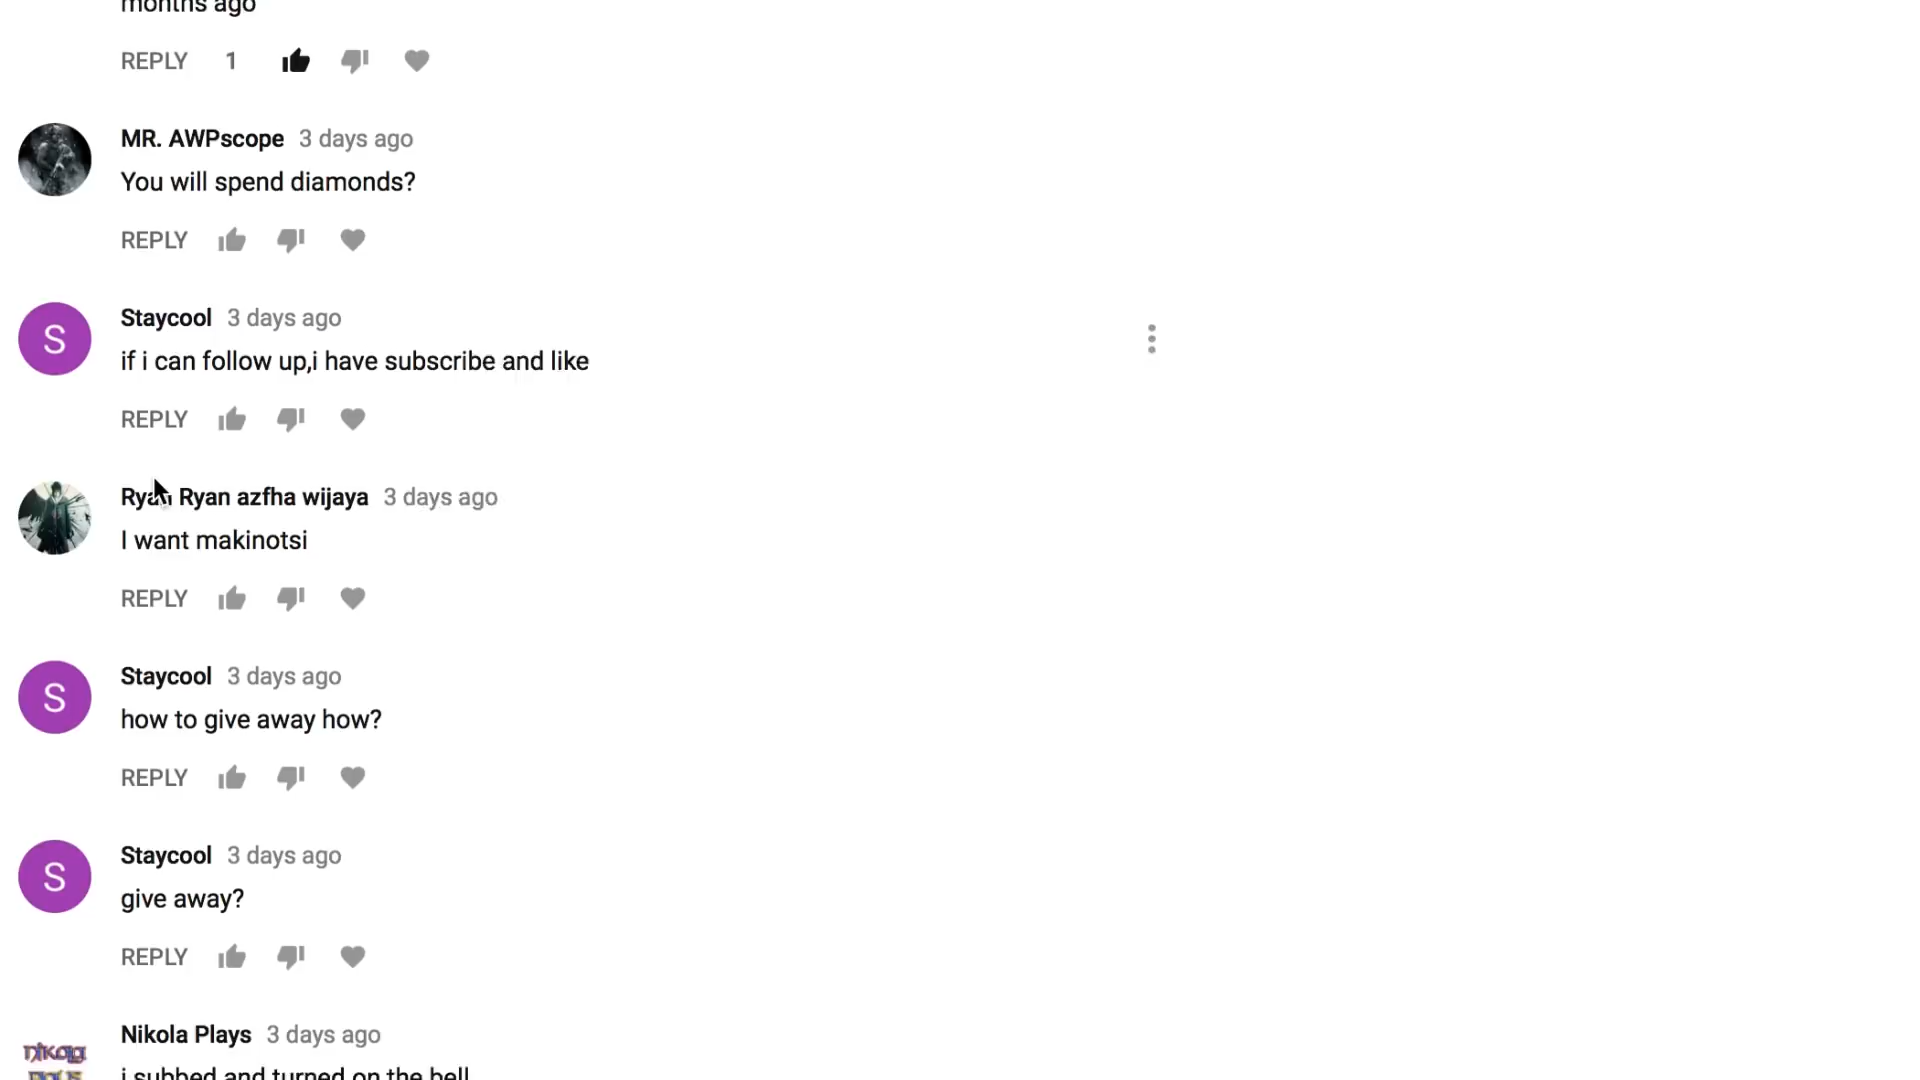 months ago
REPLY 1
MR. AWPscope 3 days ago
You will spend diamonds?
REPLY
S
Staycool 3 days ago
if i can follow up,i have subscribe and like
REPLY
Ryan Ryan azfha wijaya 3 days ago
I want makinotsi
REPLY
S
Staycool 3 days ago
how to give away how?
REPLY
S
Staycool 3 days ago
give away?
REPLY
Nikola Plays 3 days ago
Nikola
Plays
i subbed and turned on the bell